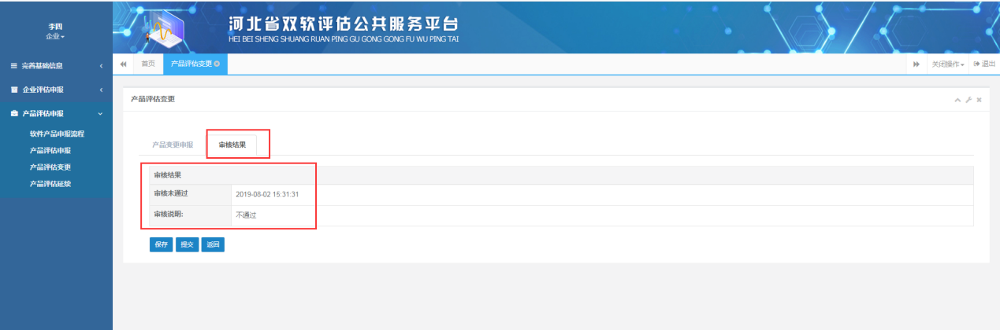 李四
企业
河北省双软评估公共服务平台
HEI BEI SHENG SHUANG RUAN PING GU GONG GONG FU WU PING TAI
完善基础信息
企业评估申报
产品评估申报
软件产品申报流程
产品评估申报
产品评估变更
产品评估延续
首页 产品评估变更 关闭操作 退出
产品评估变更
产品变更申报 审核结果
审核结果
审核未通过 2019-08-02 15:31:31
审核说明: 不通过
保存 提交 返回